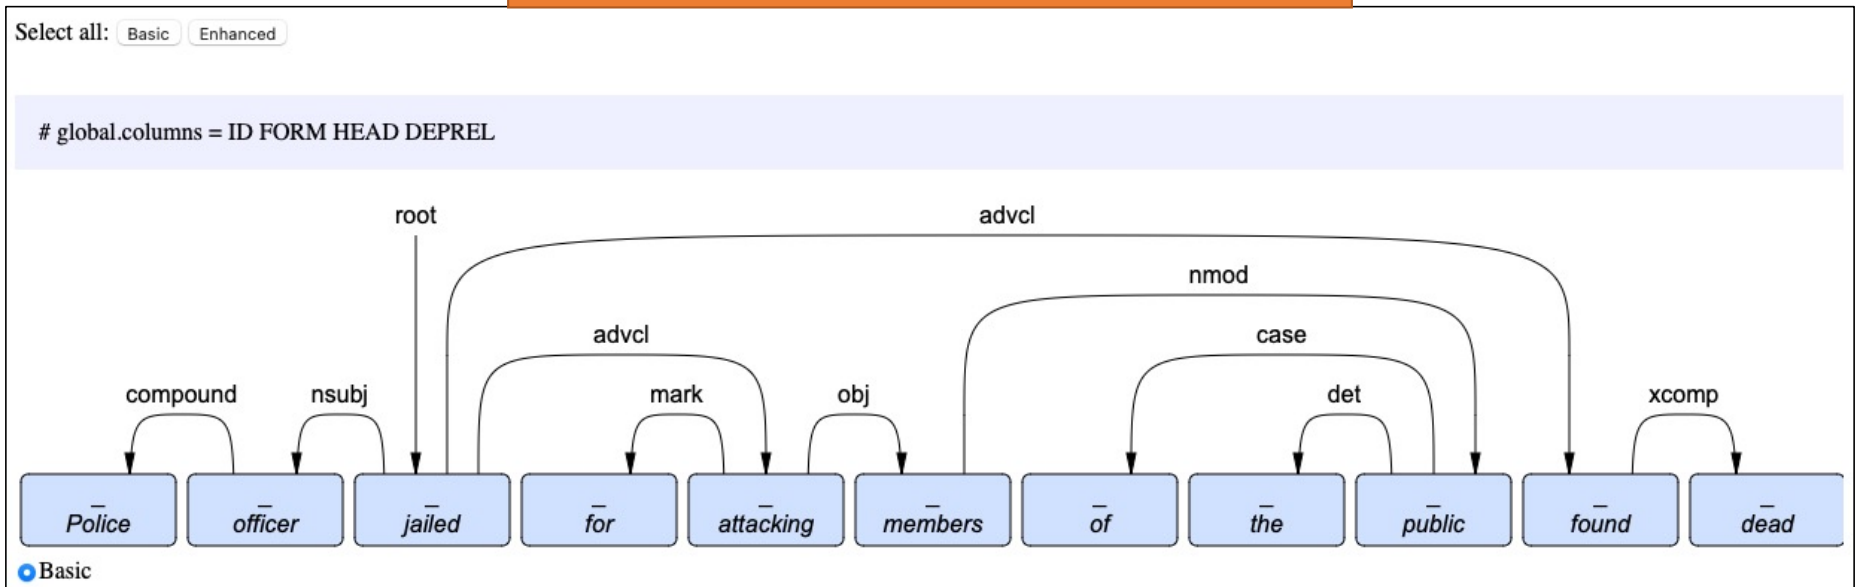 Select all: Basic Enhanced
# global.columns = ID FORM HEAD DEPREL
root advcl
nmod
advcl case
compound nsubj mark obj det xcomp
_ _ _ _ _ _ _ _ _ _ _
Police officer jailed for attacking members of the public found dead
Basic